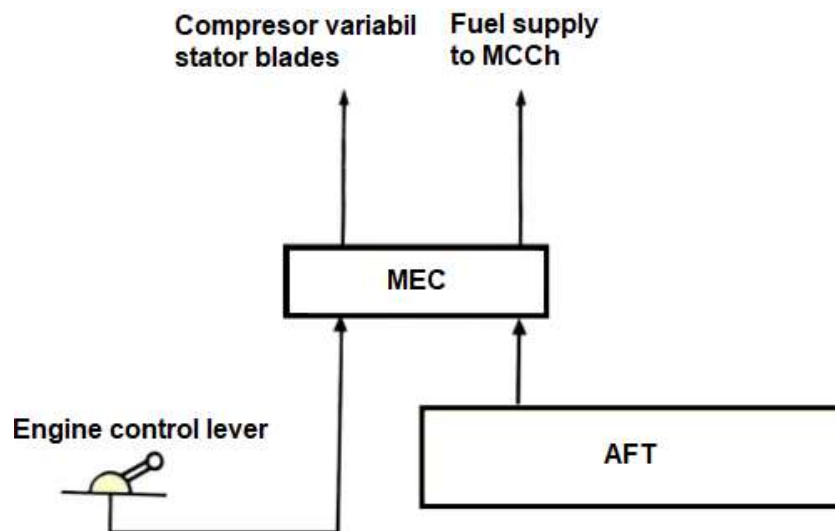 Compresor variabil
stator blades
Fuel supply
to MCCh
MEC
Engine control lever
AFT